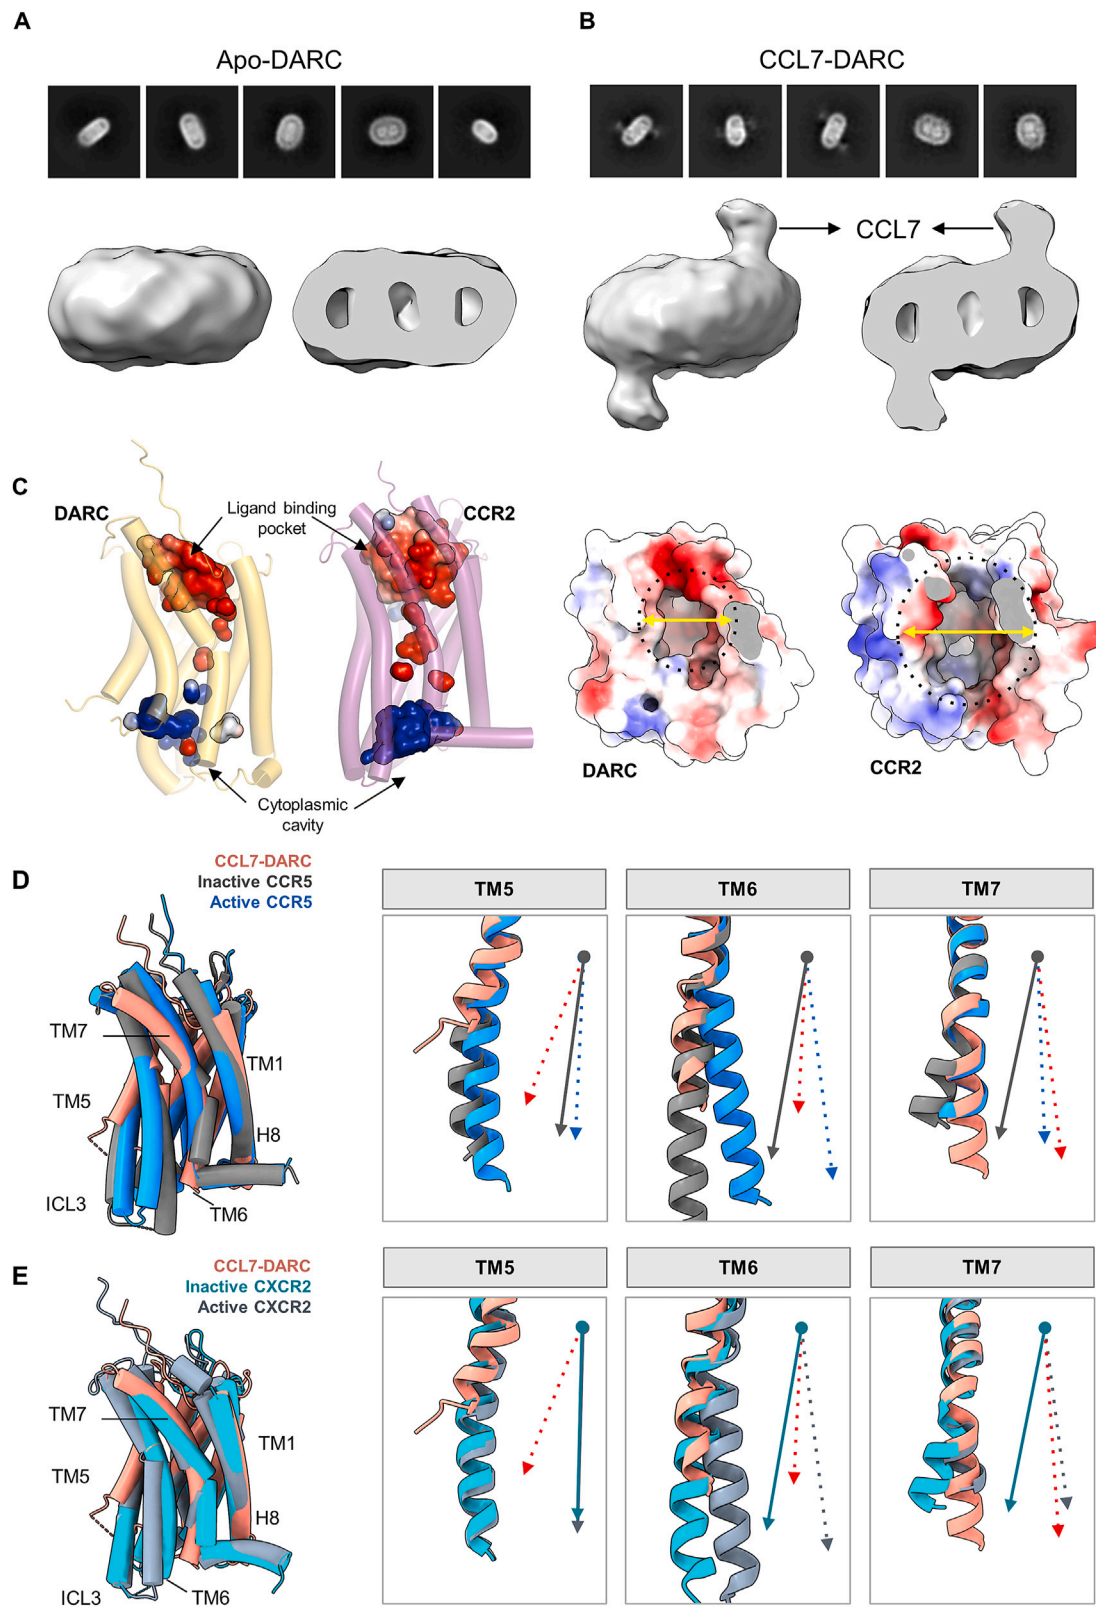 A
B
Apo-DARC
CCL7-DARC
CCL7
C
DARC
Ligand binding
pocket
CCR2
Cytoplasmic
cavity
DARC
CCR2
D
CCL7-DARC
Inactive CCR5
Active CCR5
TM7
TM5
TM1
H8
ICL3
TM6
TM5
TM6
TM7
E
CCL7-DARC
Inactive CXCR2
Active CXCR2
TM7
TM5
TM1
H8
ICL3
TM6
TM5
TM6
TM7